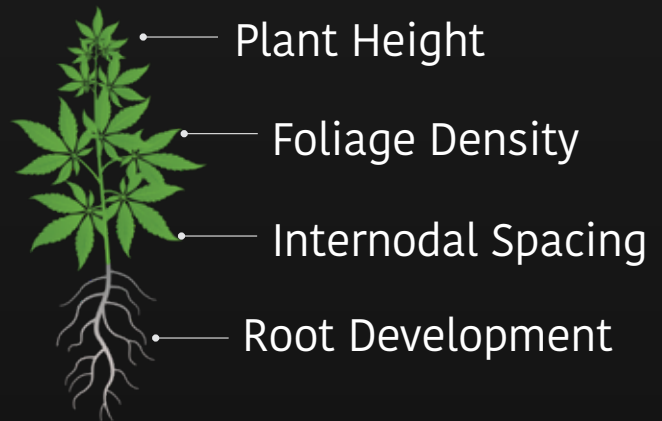 Plant Height
Foliage Density
Internodal Spacing
Root Development